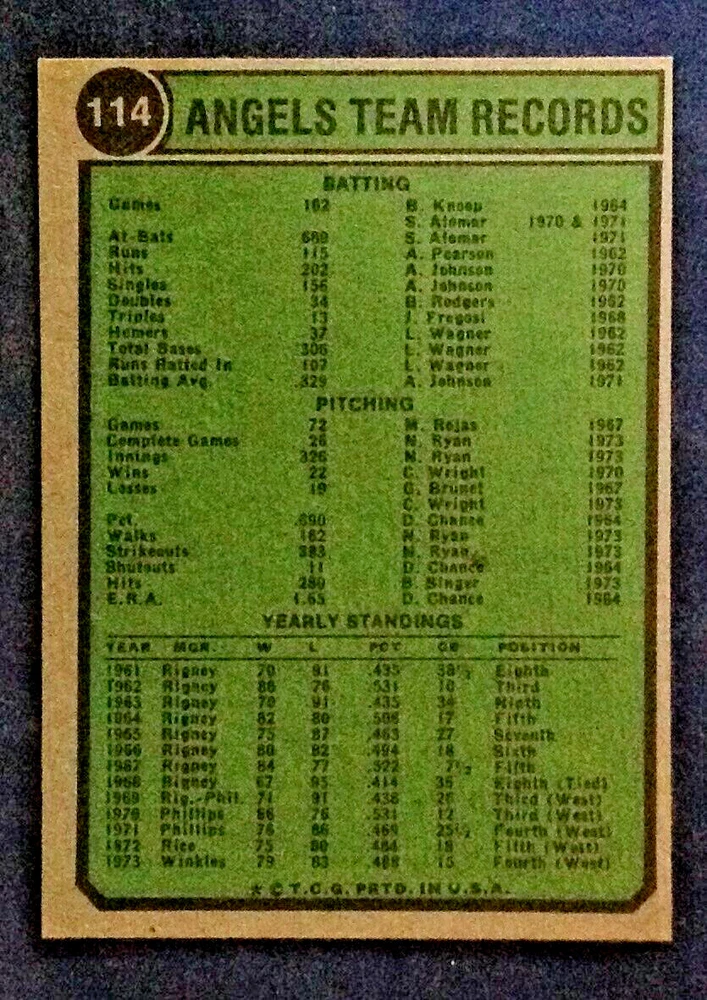 114 ANGELS TEAM RECORDS
BATTING
Games 162 B. Knoop 1964
S. Alomar 1970 & 1971
At-Bats 689 S. Alomar 1971
Runs 115 A. Pearson 1962
Hits 202 A. Johnson 1970
Singles 156 A. Johnson 1970
Doubles 34 B. Rodgers 1962
Triples 13 J. Fregosi 1968
Homers 37 L. Wagner 1962
Total Bases 306 L. Wagner 1962
Runs Batted In 107 L. Wagner 1962
Batting Avg. .329 A. Johnson 1971
PITCHING
Games 72 M. Rojas 1967
Complete Games 26 N. Ryan 1973
Innings 326 N. Ryan 1973
Wins 22 C. Wright 1970
Losses 19 G. Brunet 1967
C. Wright 1973
Pct. .690 D. Chance 1964
Walks 162 N. Ryan 1973
Strikeouts 383 N. Ryan 1973
Shutouts 11 D. Chance 1964
Hits 280 B. Singer 1973
E.R.A. 1.65 D. Chance 1964
YEARLY STANDINGS
YEAR MGR. W L PCT GB POSITION
1961 Rigney 70 91 .435 38½ Eighth
1962 Rigney 86 76 .531 10 Third
1963 Rigney 70 91 .435 34 Ninth
1964 Rigney 82 80 .506 17 Fifth
1965 Rigney 75 87 .463 27 Seventh
1966 Rigney 80 82 .494 18 Sixth
1967 Rigney 84 77 .522 7½ Fifth
1968 Rigney 67 95 .414 36 Eighth (Tied)
1969 Rig.-Phil. 71 91 .438 26 Third (West)
1970 Phillips 86 76 .531 12 Third (West)
1971 Phillips 76 86 .469 25½ Fourth (West)
1972 Rice 75 80 .484 18 Fifth (West)
1973 Winkles 79 83 .488 15 Fourth (West)
★ © T.C.G. PRTD. IN U.S.A.